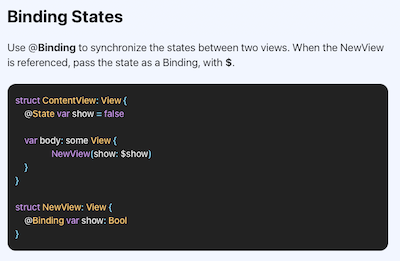 Binding States
Use @Binding to synchronize the states between two views. When the NewView
is referenced, pass the state as a Binding, with $.
struct ContentView: View {
@State var show = false
var body: some View {
NewView(show: $show)
}
}
struct NewView: View {
@Binding var show: Bool
}